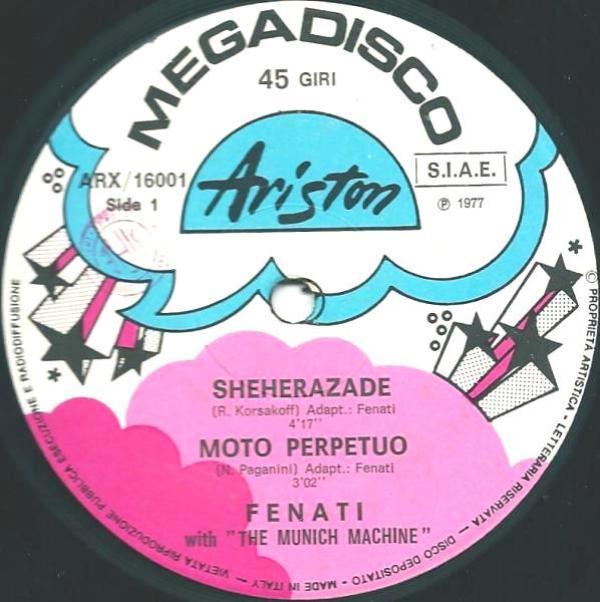 MEGADISCO
45 GIRI
Ariston
ARX/16001
Side 1
S.I.A.E.
Ⓟ 1977
SHEHERAZADE
(R. Korsakoff) Adapt.: Fenati
4'17"
MOTO PERPETUO
(N. Paganini) Adapt.: Fenati
3'02"
FENATI
with "THE MUNICH MACHINE"
© PROPRIETA ARTISTICA - LETTERARIA RISERVATA — DISCO DEPOSITATO - MADE IN ITALY — VIETATA RIPRODUZIONE PUBBLICA ESECUZIONE E RADIODIFFUSIONE